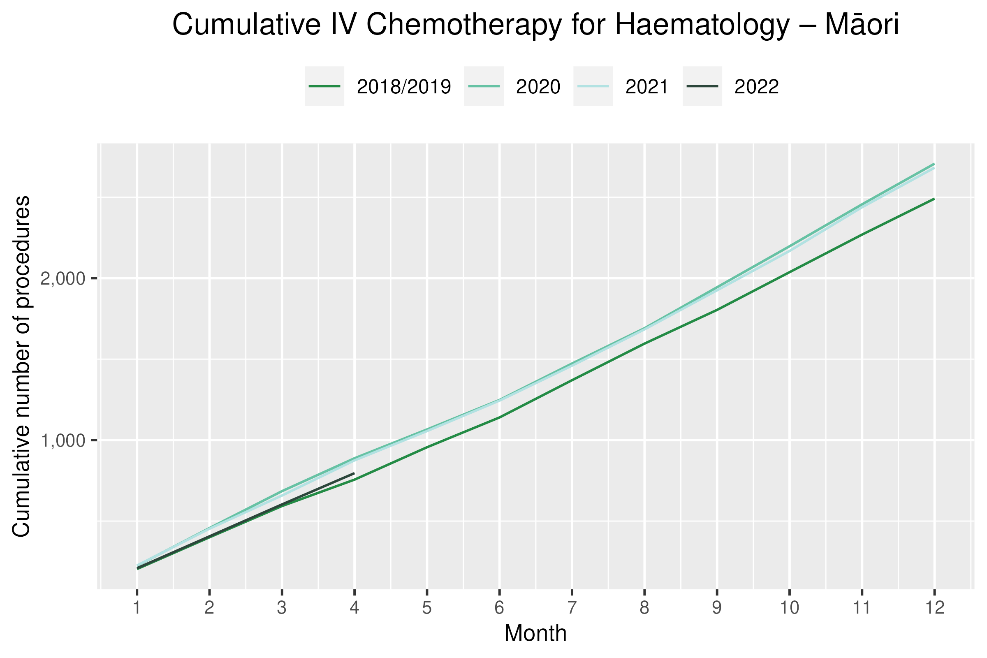 Cumulative IV Chemotherapy for Haematology – Māori
2018/2019 2020 2021 2022
Cumulative number of procedures
2,000
1,000
1 2 3 4 5 6 7 8 9 10 11 12
Month